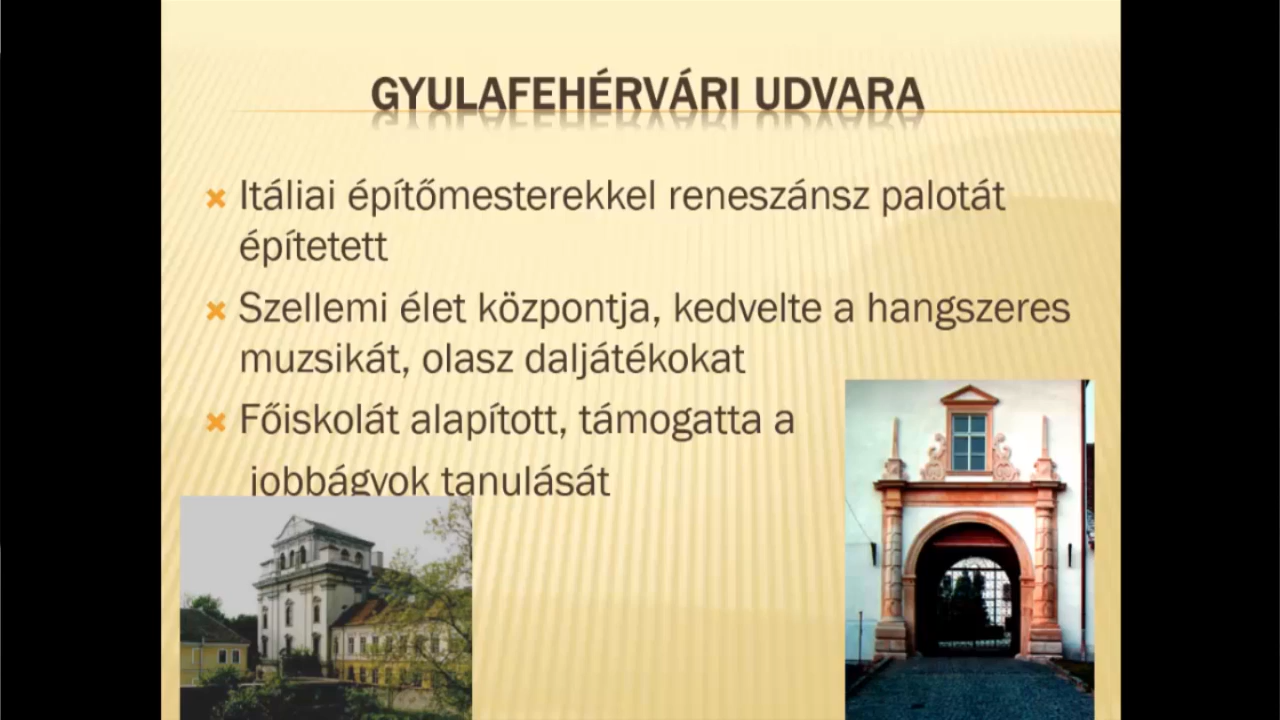 GYULAFEHÉRVÁRI UDVARA
Itáliai építőmesterekkel reneszánsz palotát
építetett
Szellemi élet központja, kedvelte a hangszeres
muzsikát, olasz daljátékokat
Főiskolát alapított, támogatta a
jobbágyok tanulását